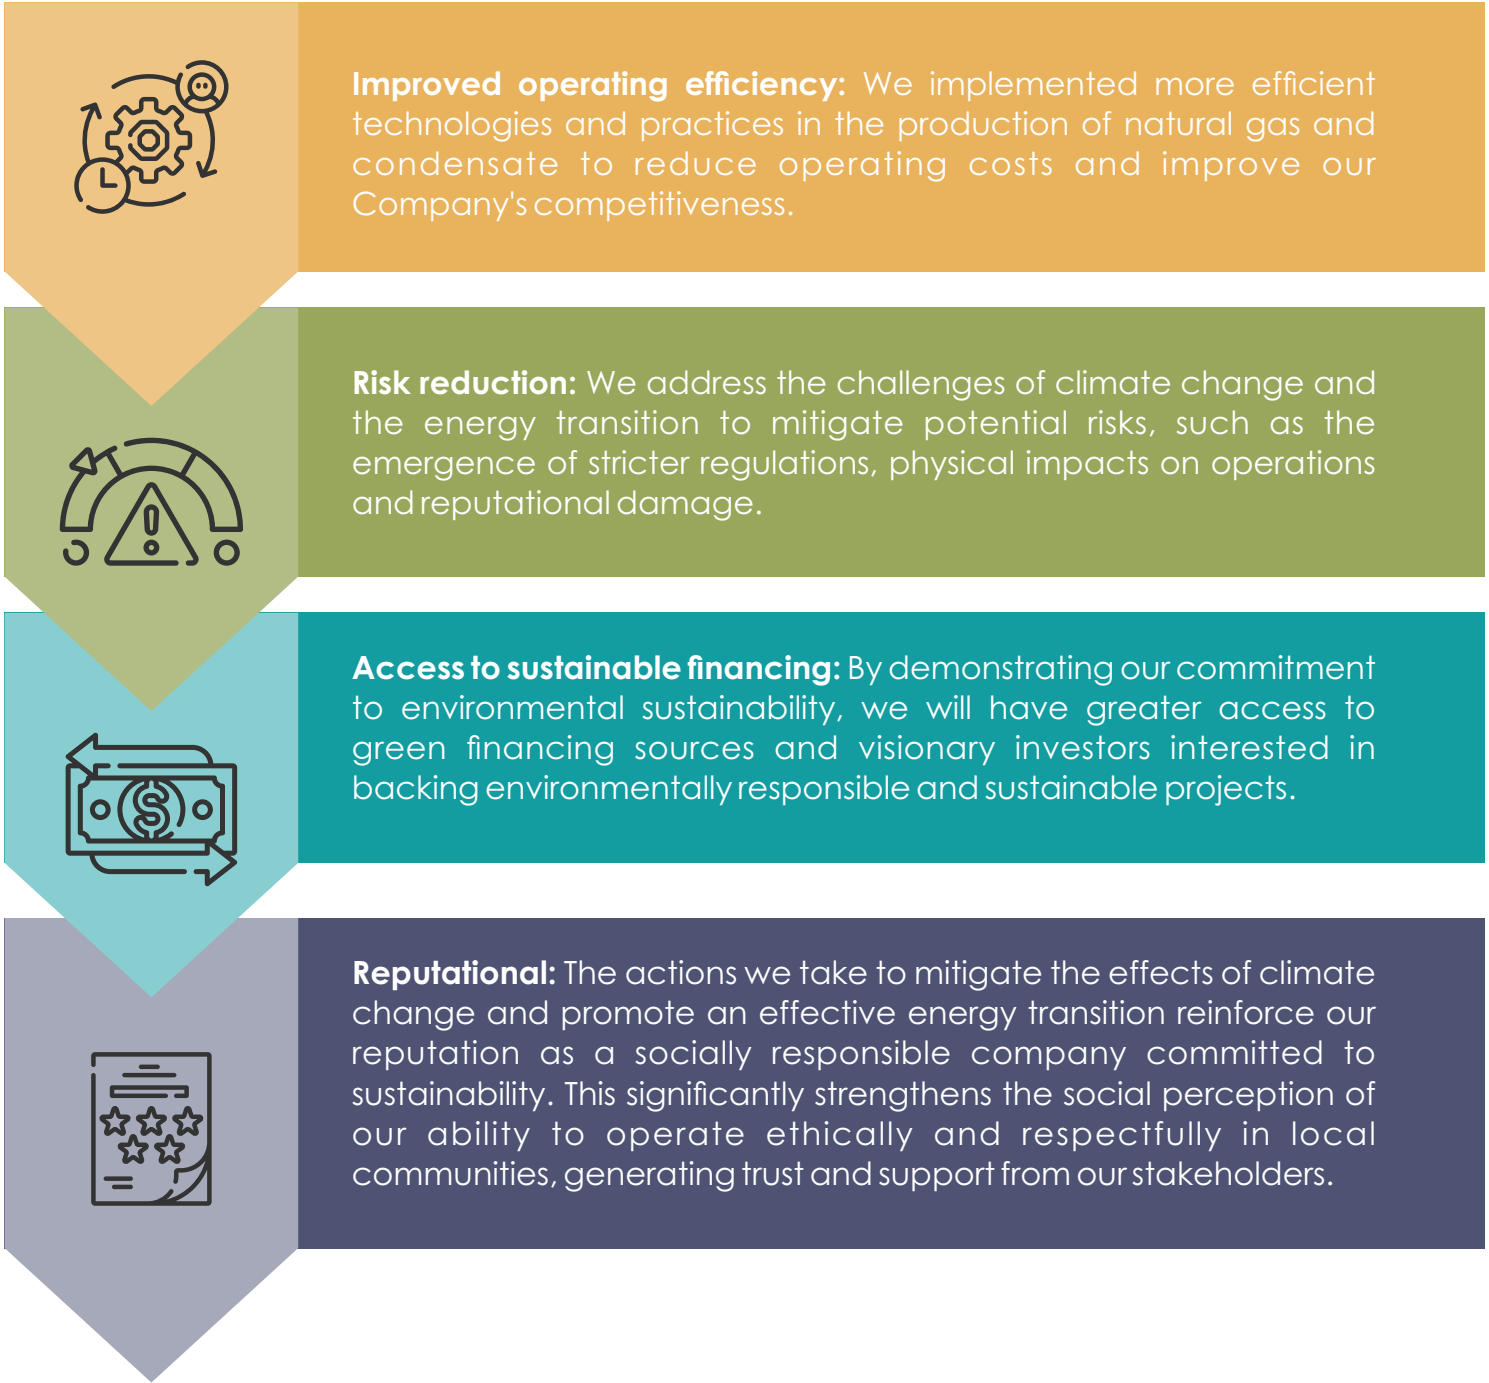 Improved operating efficiency: We implemented more efficient
technologies and practices in the production of natural gas and
condensate to reduce operating costs and improve our
Company's competitiveness.
Risk reduction: We address the challenges of climate change and
the energy transition to mitigate potential risks, such as the
emergence of stricter regulations, physical impacts on operations
and reputational damage.
Access to sustainable financing: By demonstrating our commitment
to environmental sustainability, we will have greater access to
green financing sources and visionary investors interested in
backing environmentally responsible and sustainable projects.
Reputational: The actions we take to mitigate the effects of climate
change and promote an effective energy transition reinforce our
reputation as a socially responsible company committed to
sustainability. This significantly strengthens the social perception of
our ability to operate ethically and respectfully in local
communities, generating trust and support from our stakeholders.